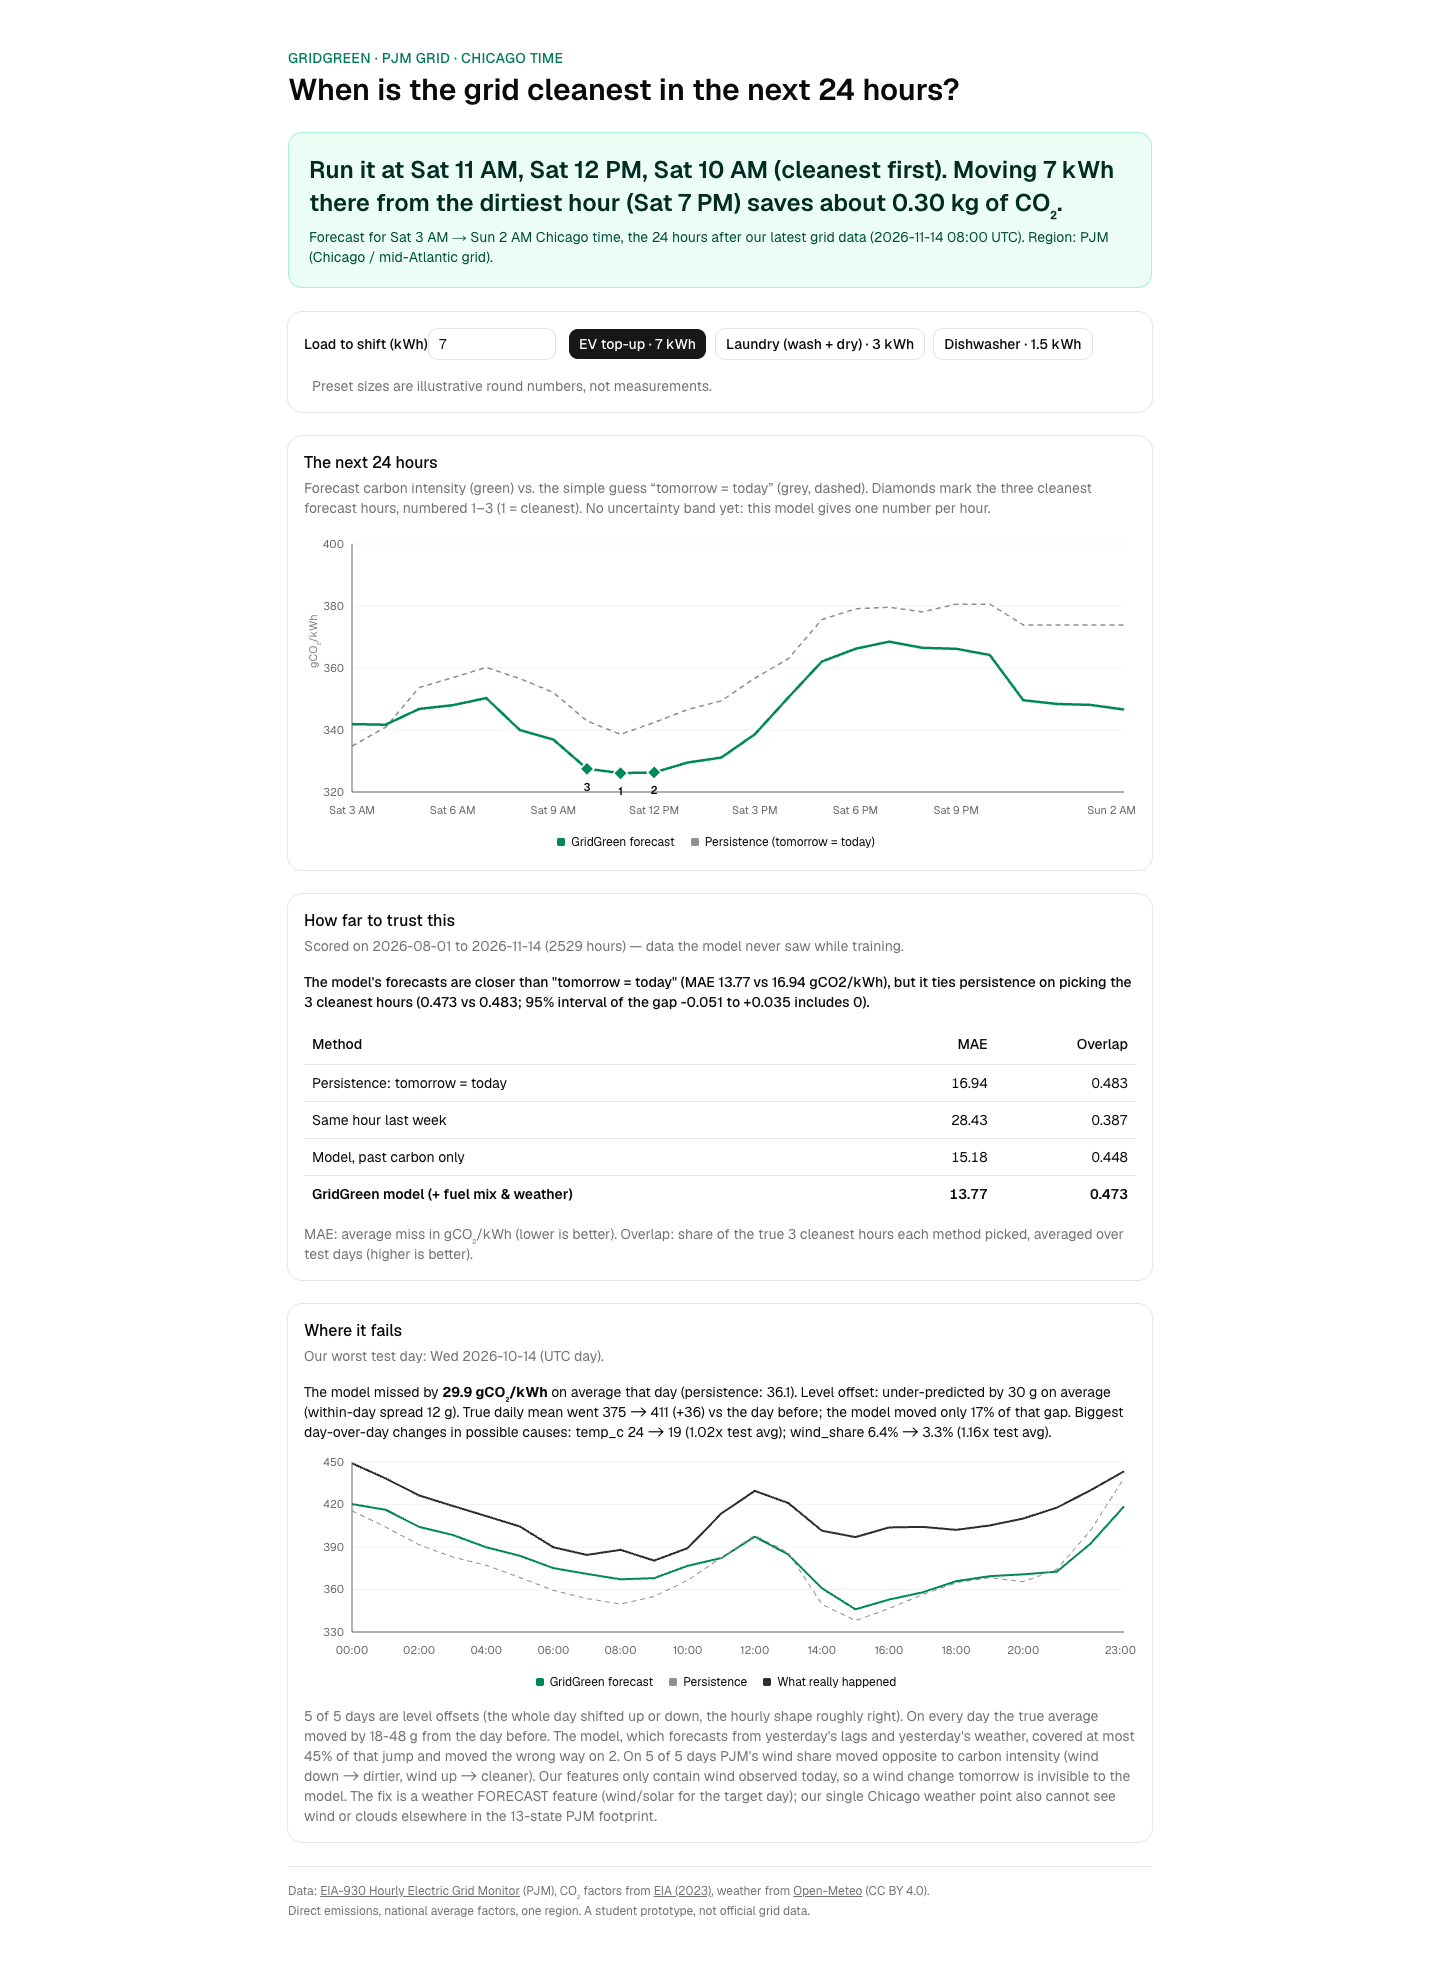 GRIDGREEN · PJM GRID · CHICAGO TIME
When is the grid cleanest in the next 24 hours?
Run it at Sat 11 AM, Sat 12 PM, Sat 10 AM (cleanest first). Moving 7 kWh
there from the dirtiest hour (Sat 7 PM) saves about 0.30 kg of CO₂.
Forecast for Sat 3 AM → Sun 2 AM Chicago time, the 24 hours after our latest grid data (2026-11-14 08:00 UTC). Region: PJM
(Chicago / mid-Atlantic grid).
Load to shift (kWh) 7 EV top-up · 7 kWh Laundry (wash + dry) · 3 kWh Dishwasher · 1.5 kWh
Preset sizes are illustrative round numbers, not measurements.
The next 24 hours
Forecast carbon intensity (green) vs. the simple guess “tomorrow = today” (grey, dashed). Diamonds mark the three cleanest
forecast hours, numbered 1–3 (1 = cleanest). No uncertainty band yet: this model gives one number per hour.
400
380
gCO₂/kWh
360
340
3 1 2
320
Sat 3 AM Sat 6 AM Sat 9 AM Sat 12 PM Sat 3 PM Sat 6 PM Sat 9 PM Sun 2 AM
GridGreen forecast Persistence (tomorrow = today)
How far to trust this
Scored on 2026-08-01 to 2026-11-14 (2529 hours) — data the model never saw while training.
The model's forecasts are closer than "tomorrow = today" (MAE 13.77 vs 16.94 gCO2/kWh), but it ties persistence on picking the
3 cleanest hours (0.473 vs 0.483; 95% interval of the gap -0.051 to +0.035 includes 0).
Method MAE Overlap
Persistence: tomorrow = today 16.94 0.483
Same hour last week 28.43 0.387
Model, past carbon only 15.18 0.448
GridGreen model (+ fuel mix & weather) 13.77 0.473
MAE: average miss in gCO₂/kWh (lower is better). Overlap: share of the true 3 cleanest hours each method picked, averaged over
test days (higher is better).
Where it fails
Our worst test day: Wed 2026-10-14 (UTC day).
The model missed by 29.9 gCO₂/kWh on average that day (persistence: 36.1). Level offset: under-predicted by 30 g on average
(within-day spread 12 g). True daily mean went 375 → 411 (+36) vs the day before; the model moved only 17% of that gap. Biggest
day-over-day changes in possible causes: temp_c 24 → 19 (1.02x test avg); wind_share 6.4% → 3.3% (1.16x test avg).
450
420
390
360
330
00:00 02:00 04:00 06:00 08:00 10:00 12:00 14:00 16:00 18:00 20:00 23:00
GridGreen forecast Persistence What really happened
5 of 5 days are level offsets (the whole day shifted up or down, the hourly shape roughly right). On every day the true average
moved by 18-48 g from the day before. The model, which forecasts from yesterday's lags and yesterday's weather, covered at most
45% of that jump and moved the wrong way on 2. On 5 of 5 days PJM's wind share moved opposite to carbon intensity (wind
down → dirtier, wind up → cleaner). Our features only contain wind observed today, so a wind change tomorrow is invisible to the
model. The fix is a weather FORECAST feature (wind/solar for the target day); our single Chicago weather point also cannot see
wind or clouds elsewhere in the 13-state PJM footprint.
Data: EIA-930 Hourly Electric Grid Monitor (PJM), CO₂ factors from EIA (2023), weather from Open-Meteo (CC BY 4.0).
Direct emissions, national average factors, one region. A student prototype, not official grid data.